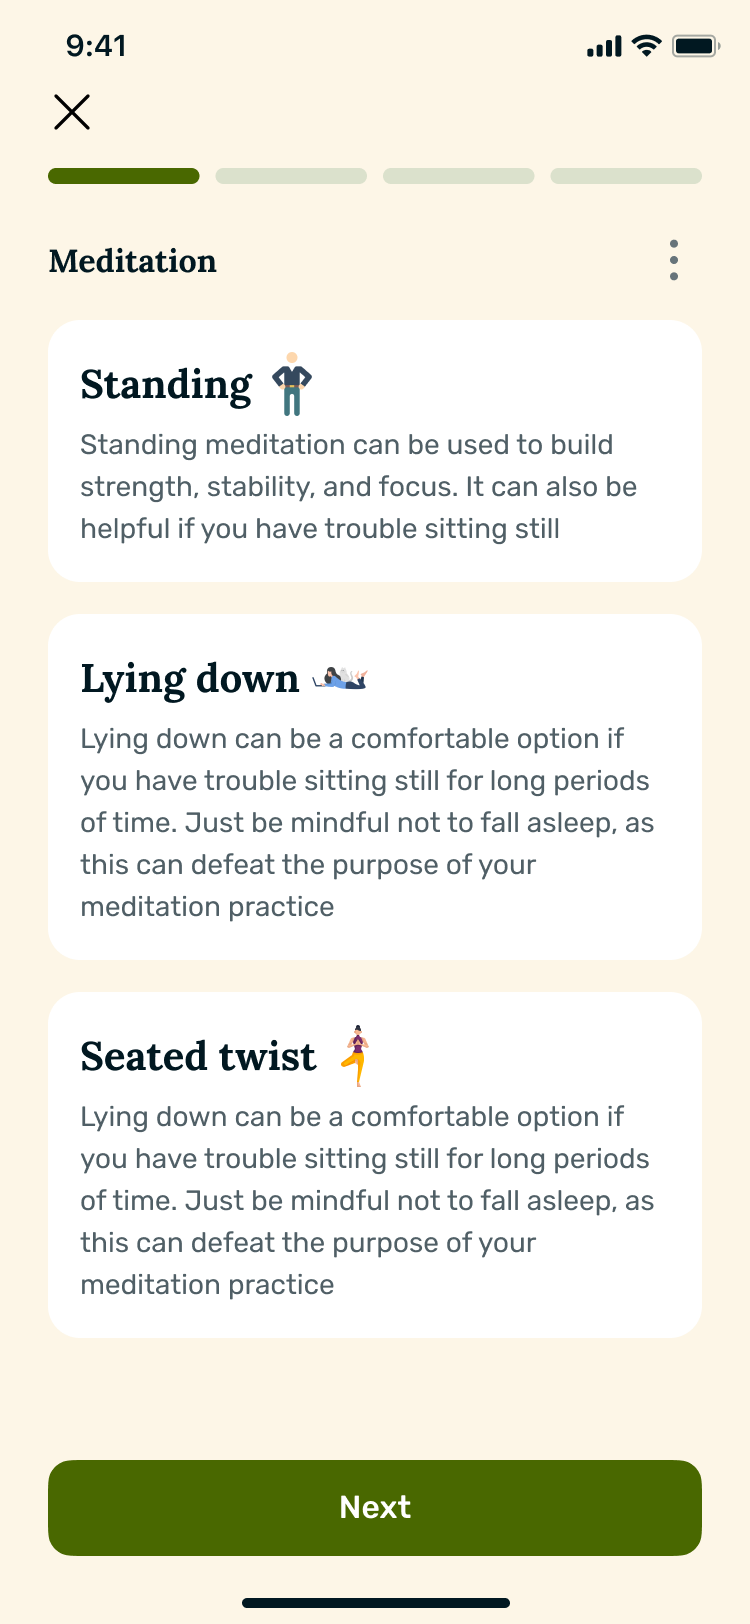 9:41
Meditation
Standing
Standing meditation can be used to build
strength, stability, and focus. It can also be
helpful if you have trouble sitting still
Lying down
Lying down can be a comfortable option if
you have trouble sitting still for long periods
of time. Just be mindful not to fall asleep, as
this can defeat the purpose of your
meditation practice
Seated twist
Lying down can be a comfortable option if
you have trouble sitting still for long periods
of time. Just be mindful not to fall asleep, as
this can defeat the purpose of your
meditation practice
Next